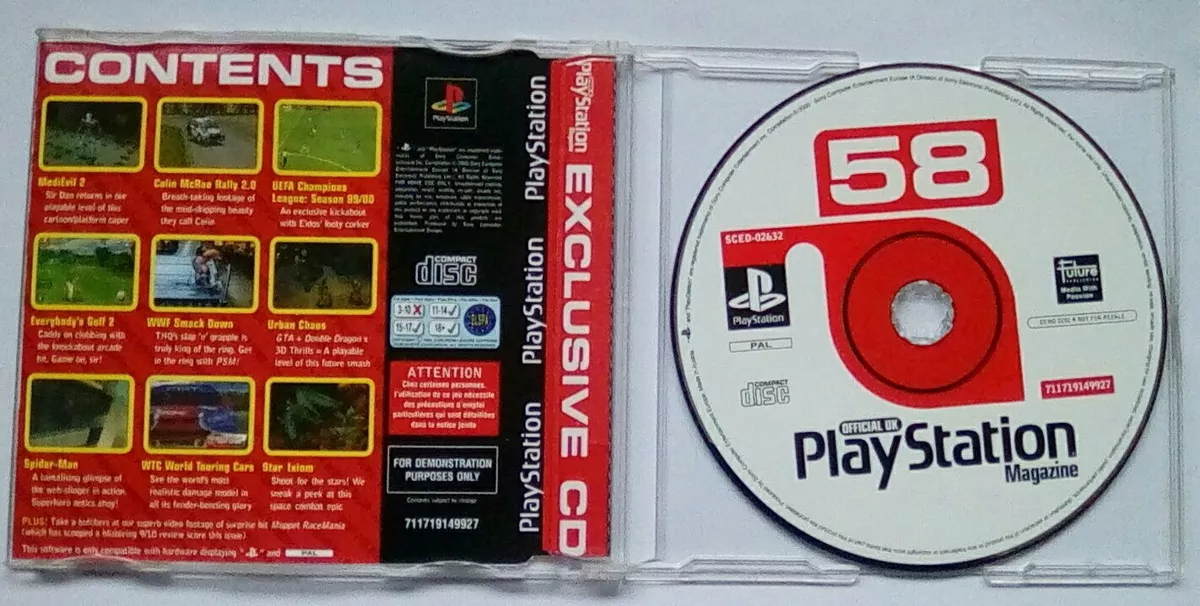 CONTENTS
MediEvil 2
Sir Dan returns in one
playable level of this
cartoon/platform caper
Colin McRae Rally 2.0
Breath-taking footage of
the mud-dripping beauty
they call Colin
UEFA Champions
League: Season 99/00
An exclusive kickabout
with Eidos' footy corker
Everybody's Golf 2
Caddy on clubbing with
the knockabout arcade
hit. Game on, sir!
WWF Smack Down
THQ's slap 'n' grapple is
truly king of the ring. Get
in the ring with PSM!
Urban Chaos
GTA + Double Dragon x
3D Thrills = A playable
level of this future smash
Spider-Man
A tantalising glimpse of
the web-slinger in action.
Superhero antics ahoy!
WTC World Touring Cars
See the world's most
realistic damage model in
all its fender-bending glory
Star Ixiom
Shoot for the stars! We
sneak a peek at this
space combat epic
PLUS! Take a butchers at our superb video footage of surprise hit Muppet RaceMania
(which has scooped a blistering 9/10 review score this issue)
This software is only compatible with hardware displaying " " and PAL
PlayStation
COMPACT
disc
3-10 11-14
15-17 18+
ELSPA
ATTENTION
Chez certaines personnes,
l'utilisation de ce jeu nécessite
des précautions d'emploi
particulières qui sont détaillées
dans la notice jointe
FOR DEMONSTRATION
PURPOSES ONLY
Contents subject to change
711719149927
PlayStation
PlayStation
PlayStation
PlayStation EXCLUSIVE CD
58
SCED-02632
PlayStation
PAL
Future
PUBLISHING
Media With
Passion
DEMO DISC • NOT FOR RESALE
COMPACT
disc
711719149927
OFFICIAL UK
PlayStation
Magazine